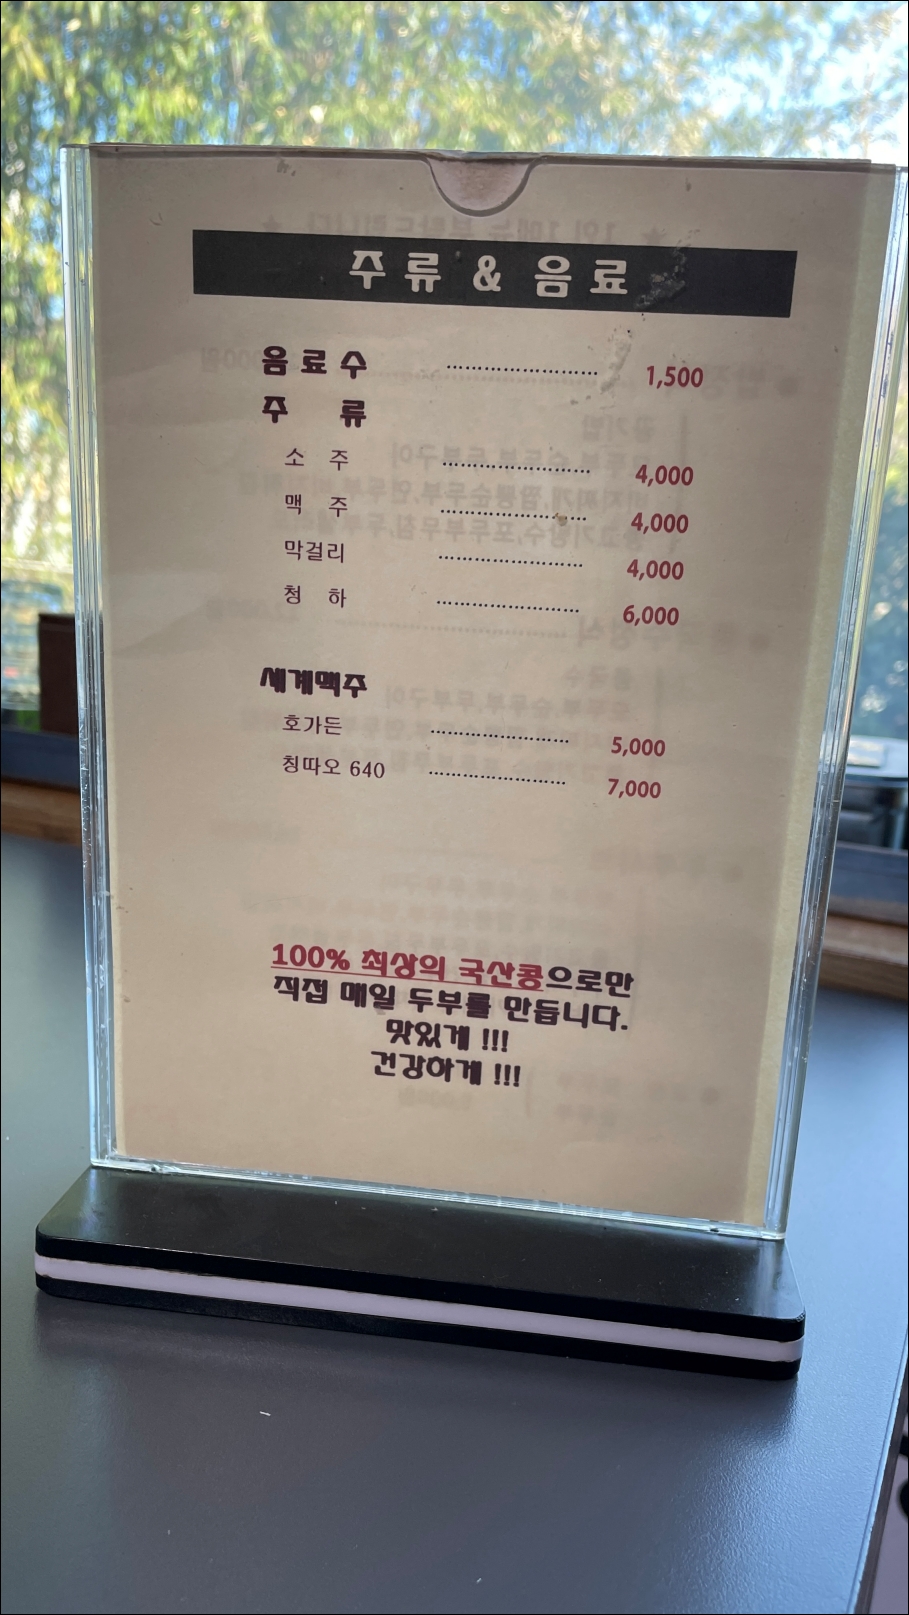 주류 & 음료
음료수 ........................ 1,500
주 류
소 주 ........................ 4,000
맥 주 ........................ 4,000
막걸리 ........................ 4,000
청 하 ........................ 6,000
세계맥주
호가든 ........................ 5,000
칭따오 640 ........................ 7,000
100% 최상의 국산콩으로만
직접 매일 두부를 만듭니다.
맛있게 !!!
건강하게 !!!